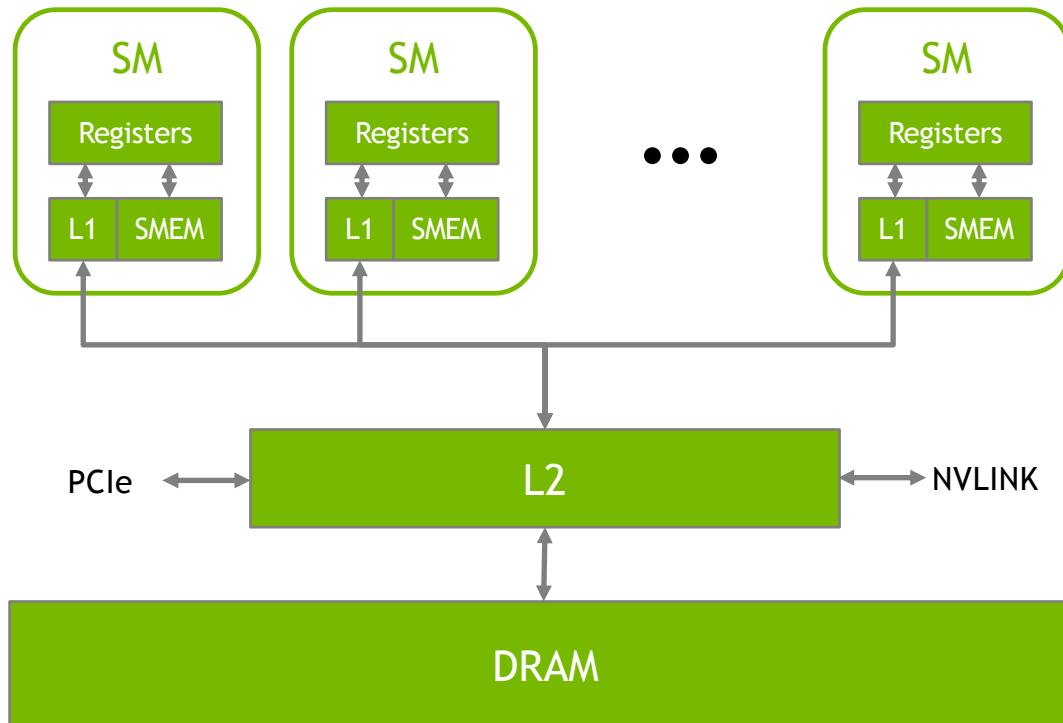 SM
SM
SM
Registers
Registers
Registers
L1
SMEM
L1
SMEM
L1
SMEM
PCIe
L2
NVLINK
DRAM